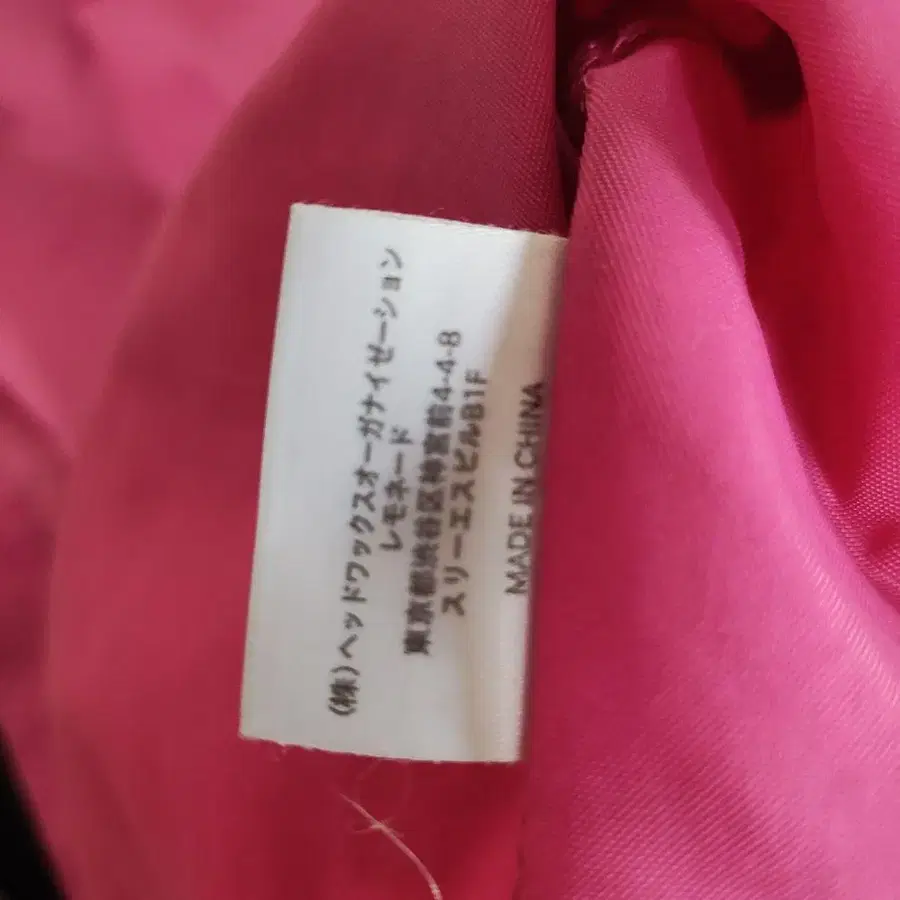 (株)ヘッドワックスオーガナイゼーション
レモネード
東京都渋谷区神宮前4-4-8
スリーエスビルB1F
MADE IN CHINA